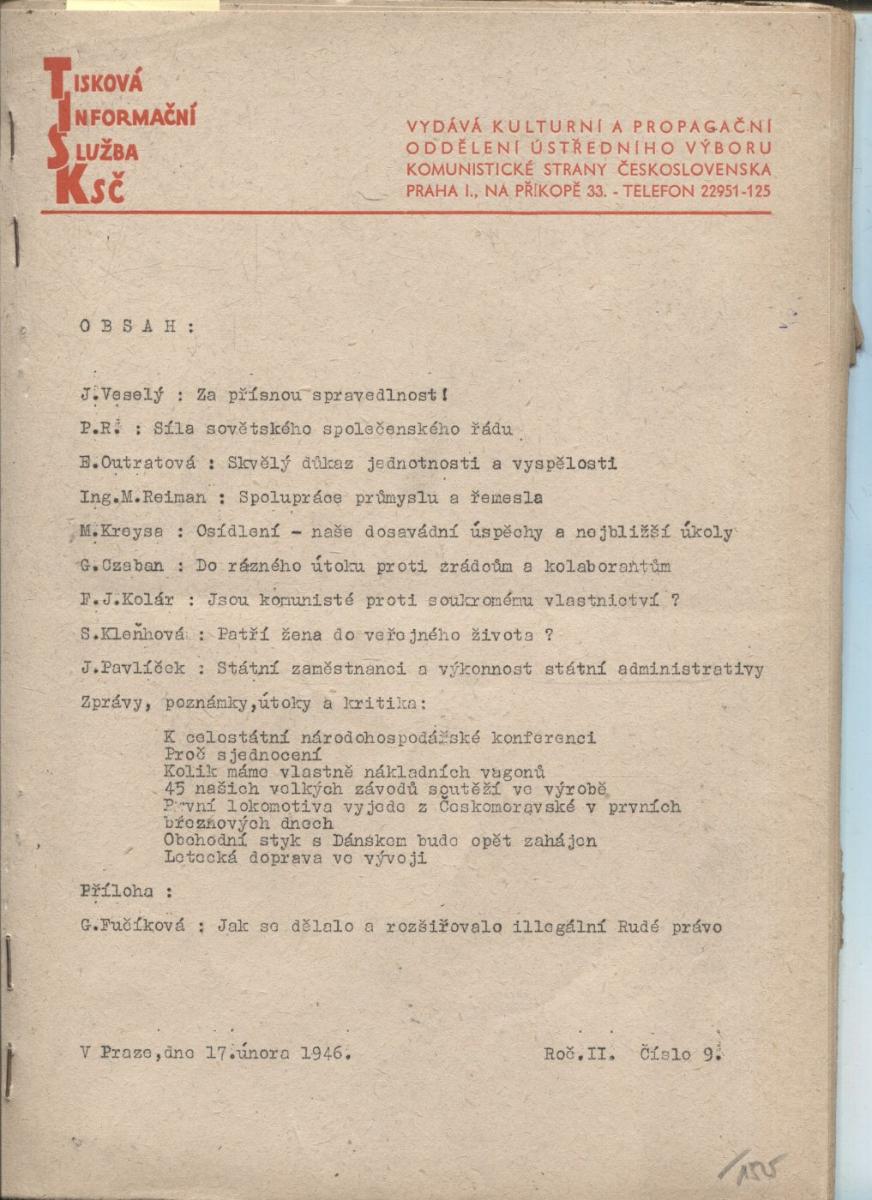 TISKOVÁ
INFORMAČNÍ
SLUŽBA
KSČ
VYDÁVÁ KULTURNÍ A PROPAGAČNÍ
ODDĚLENÍ ÚSTŘEDNÍHO VÝBORU
KOMUNISTICKÉ STRANY ČESKOSLOVENSKA
PRAHA I., NA PŘÍKOPĚ 33. - TELEFON 22951-125
O B S A H :
J.Veselý : Za přísnou spravedlnost!
P.R. : Síla sovětského společenského řádu
E.Outratová : Skvělý důkaz jednotnosti a vyspělosti
Ing.M.Reiman : Spolupráce průmyslu a řemesla
M.Kreysa : Osídlení - naše dosavádní úspěchy a nejbližší úkoly
G.Czaban : Do rázného útoku proti zrádcům a kolaborantům
F.J.Kolár : Jsou komunisté proti soukromému vlastnictví ?
S.Kleňhová : Patří žena do veřejného života ?
J.Pavlíček : Státní zaměstnanci a výkonnost státní administrativy
Zprávy, poznámky,útoky a kritika:
K celostátní národohospodářské konferenci
Proč sjednocení
Kolik máme vlastně nákladních vagonů
45 našich velkých závodů soutěží ve výrobě
První lokomotiva vyjede z Českomoravské v prvních
březnových dnech
Obchodní styk s Dánskem bude opět zahájen
Letecká doprava ve vývoji
Příloha :
G.Fučíková : Jak se dělalo a rozšiřovalo illegální Rudé právo
V Praze,dne 17.února 1946.
Roč.II. Číslo 9.